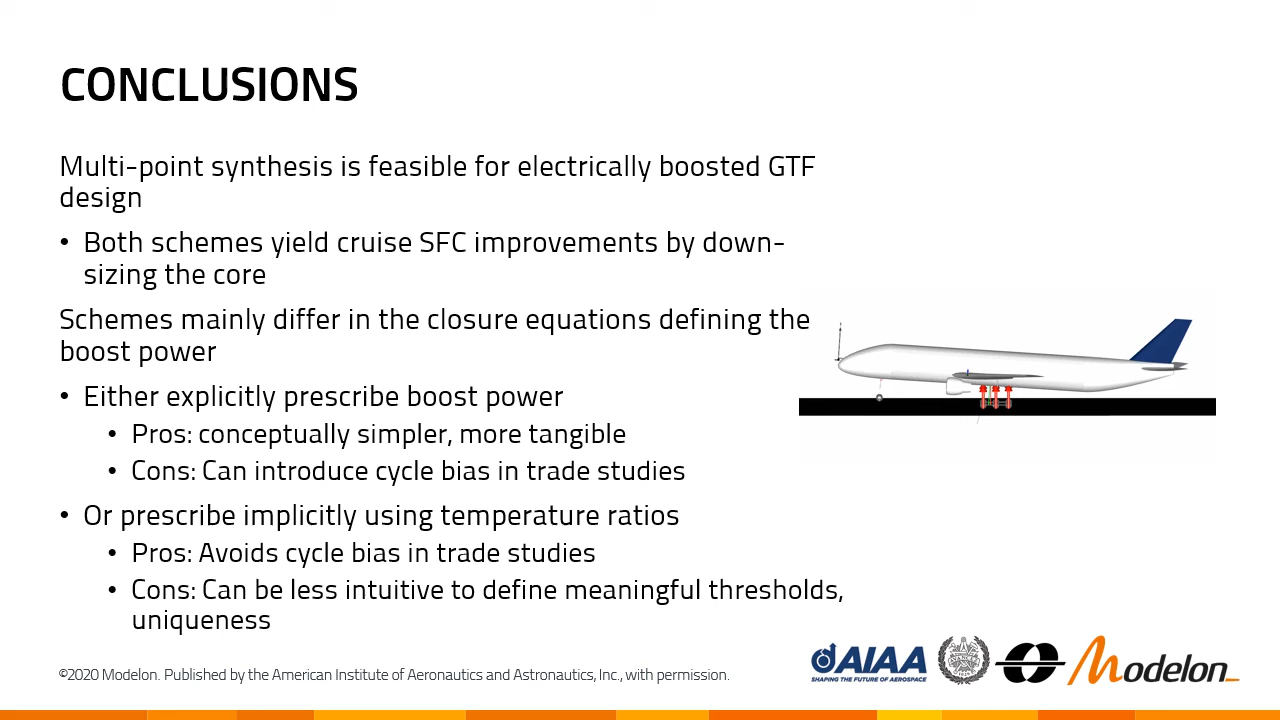 CONCLUSIONS
Multi-point synthesis is feasible for electrically boosted GTF
design
• Both schemes yield cruise SFC improvements by down-
sizing the core
Schemes mainly differ in the closure equations defining the
boost power
• Either explicitly prescribe boost power
• Pros: conceptually simpler, more tangible
• Cons: Can introduce cycle bias in trade studies
• Or prescribe implicitly using temperature ratios
• Pros: Avoids cycle bias in trade studies
• Cons: Can be less intuitive to define meaningful thresholds,
uniqueness
©2020 Modelon. Published by the American Institute of Aeronautics and Astronautics, Inc., with permission.
AIAA
SHAPING THE FUTURE OF AEROSPACE
Modelon